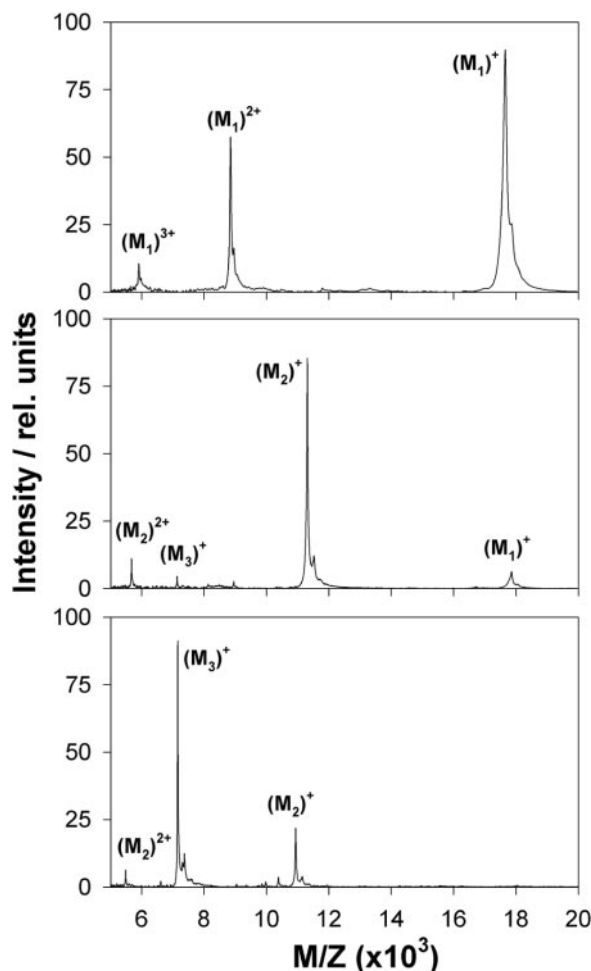 Intensity / rel. units
100
75
50
25
0
(M₁)³⁺
(M₁)²⁺
(M₁)⁺
100
75
50
25
0
(M₂)²⁺
(M₃)⁺
(M₂)⁺
(M₁)⁺
100
75
50
25
0
(M₂)²⁺
(M₃)⁺
(M₂)⁺
6 8 10 12 14 16 18 20
M/Z (x10³)